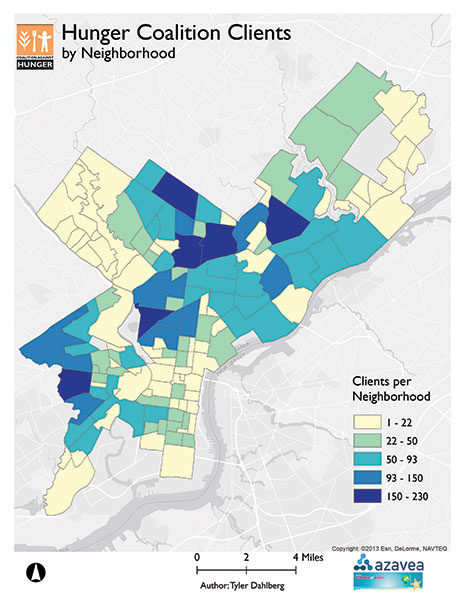 Hunger Coalition Clients
by Neighborhood
COALITION AGAINST
HUNGER
Clients per
Neighborhood
1 - 22
22 - 50
50 - 93
93 - 150
150 - 230
Copyright: ©2013 Esri, DeLorme, NAVTEQ
0 2 4 Miles
Author: Tyler Dahlberg
azavea